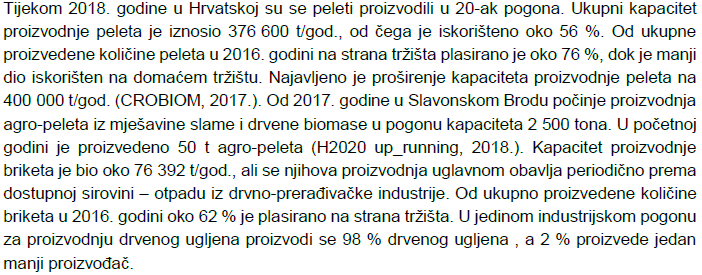 Tijekom 2018. godine u Hrvatskoj su se peleti proizvodili u 20-ak pogona. Ukupni kapacitet
proizvodnje peleta je iznosio 376 600 t/god., od čega je iskorišteno oko 56 %. Od ukupne
proizvedene količine peleta u 2016. godini na strana tržišta plasirano je oko 76 %, dok je manji
dio iskorišten na domaćem tržištu. Najavljeno je proširenje kapaciteta proizvodnje peleta na
400 000 t/god. (CROBIOM, 2017.). Od 2017. godine u Slavonskom Brodu počinje proizvodnja
agro-peleta iz mješavine slame i drvene biomase u pogonu kapaciteta 2 500 tona. U početnoj
godini je proizvedeno 50 t agro-peleta (H2020 up_running, 2018.). Kapacitet proizvodnje
briketa je bio oko 76 392 t/god., ali se njihova proizvodnja uglavnom obavlja periodično prema
dostupnoj sirovini – otpadu iz drvno-prerađivačke industrije. Od ukupno proizvedene količine
briketa u 2016. godini oko 62 % je plasirano na strana tržišta. U jedinom industrijskom pogonu
za proizvodnju drvenog ugljena proizvodi se 98 % drvenog ugljena , a 2 % proizvede jedan
manji proizvođač.